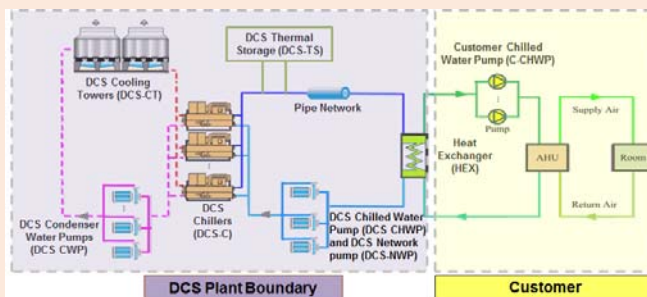 DCS Thermal
Storage (DCS-TS)
Customer Chilled
Water Pump (C-CHWP)
DCS Cooling
Towers (DCS-CT)
Pipe Network
Pump
Supply Air
Heat
Exchanger
(HEX)
AHU
Room
Return Air
DCS
Chillers
(DCS-C)
DCS Condenser
Water Pumps
(DCS CWP)
DCS Chilled Water
Pump (DCS CHWP)
and DCS Network
pump (DCS-NWP)
DCS Plant Boundary
Customer